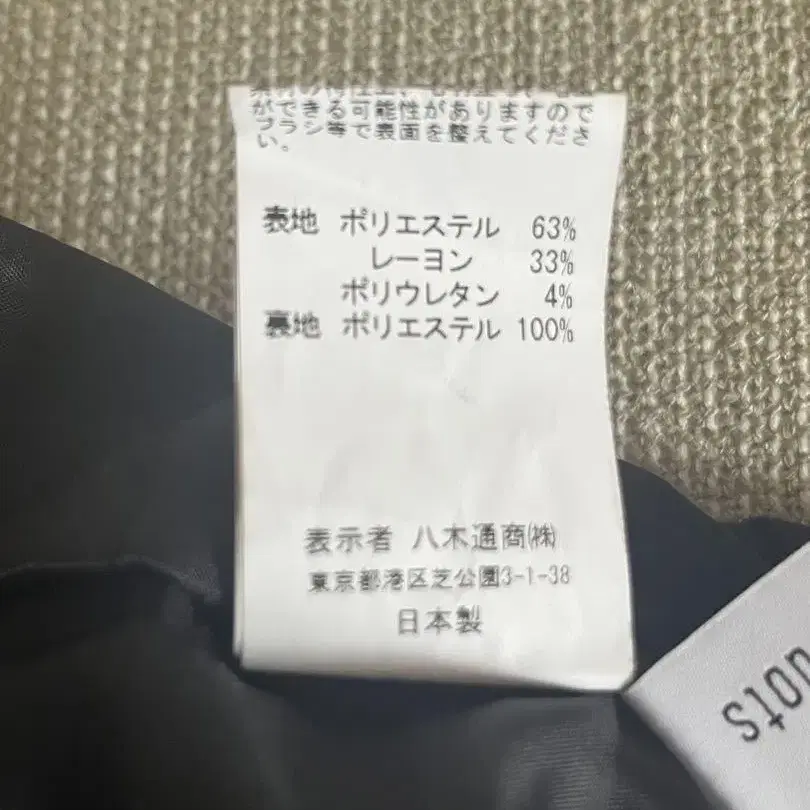 ができる可能性がありますので
ブラシ等で表面を整えてくださ
い。
表地 ポリエステル 63%
レーヨン 33%
ポリウレタン 4%
裏地 ポリエステル 100%
表示者 八木通商㈱
東京都港区芝公園3-1-38
日本製